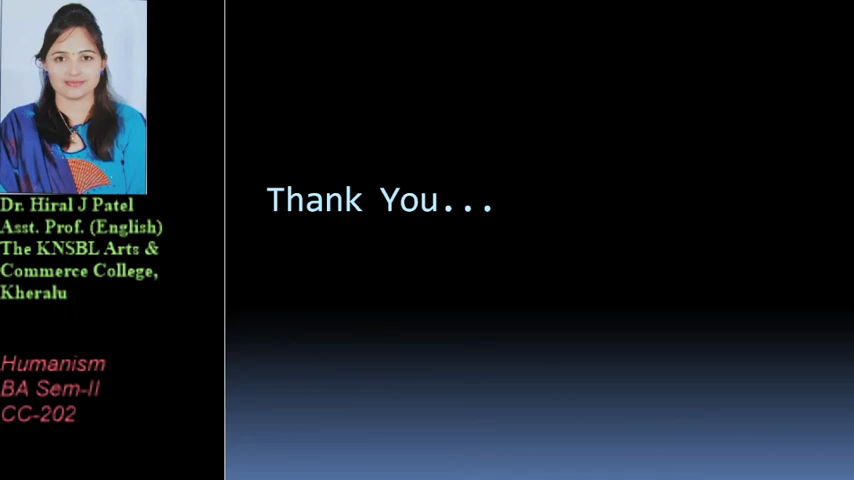 Dr. Hiral J Patel
Asst. Prof. (English)
The KNSBL Arts &
Commerce College,
Kheralu
Humanism
BA Sem-II
CC-202
Thank You...